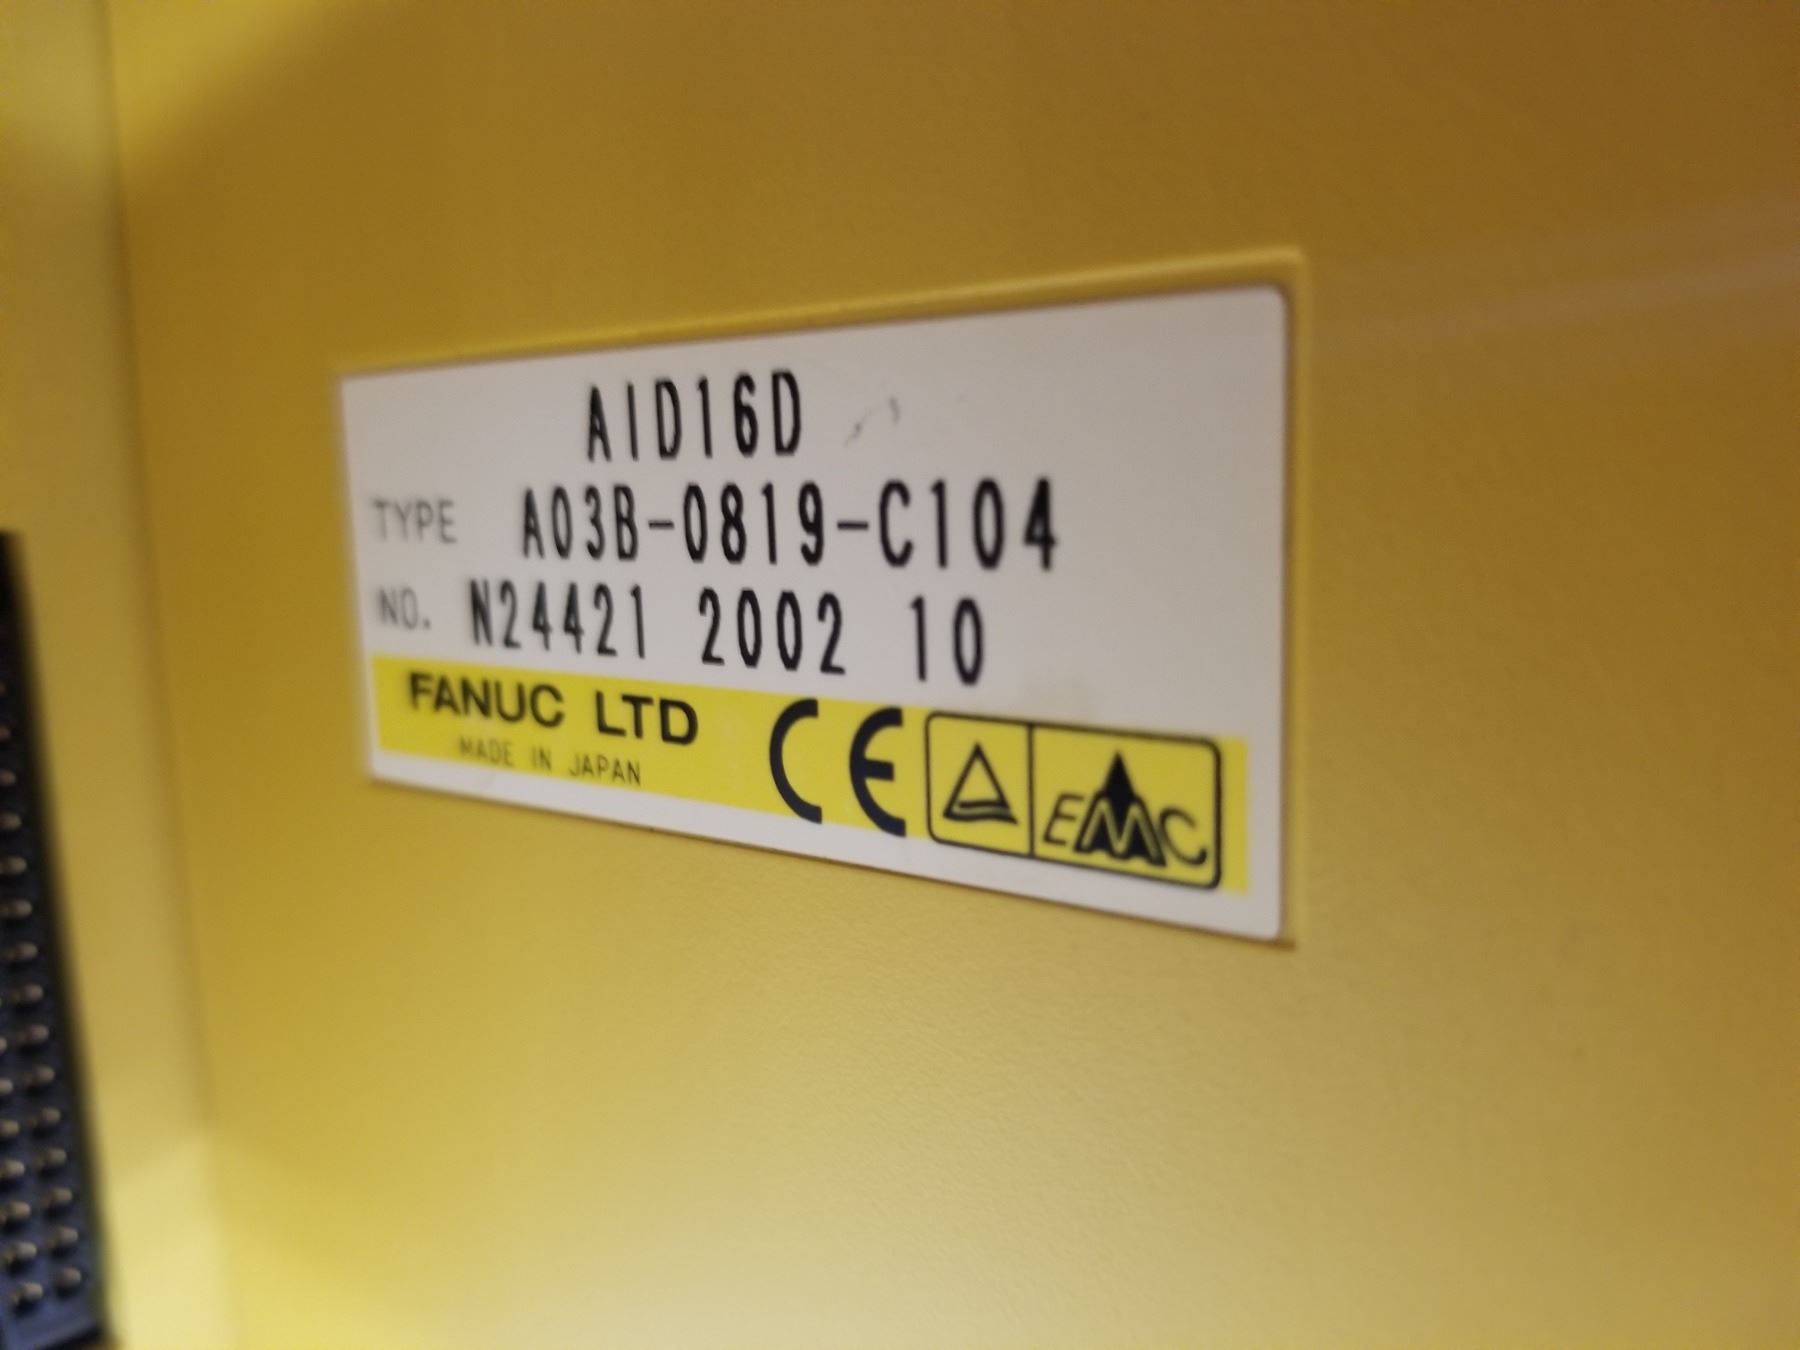 AID16D
TYPE A03B-0819-C104
NO. N24421 2002 10
FANUC LTD
MADE IN JAPAN
CE
EMC